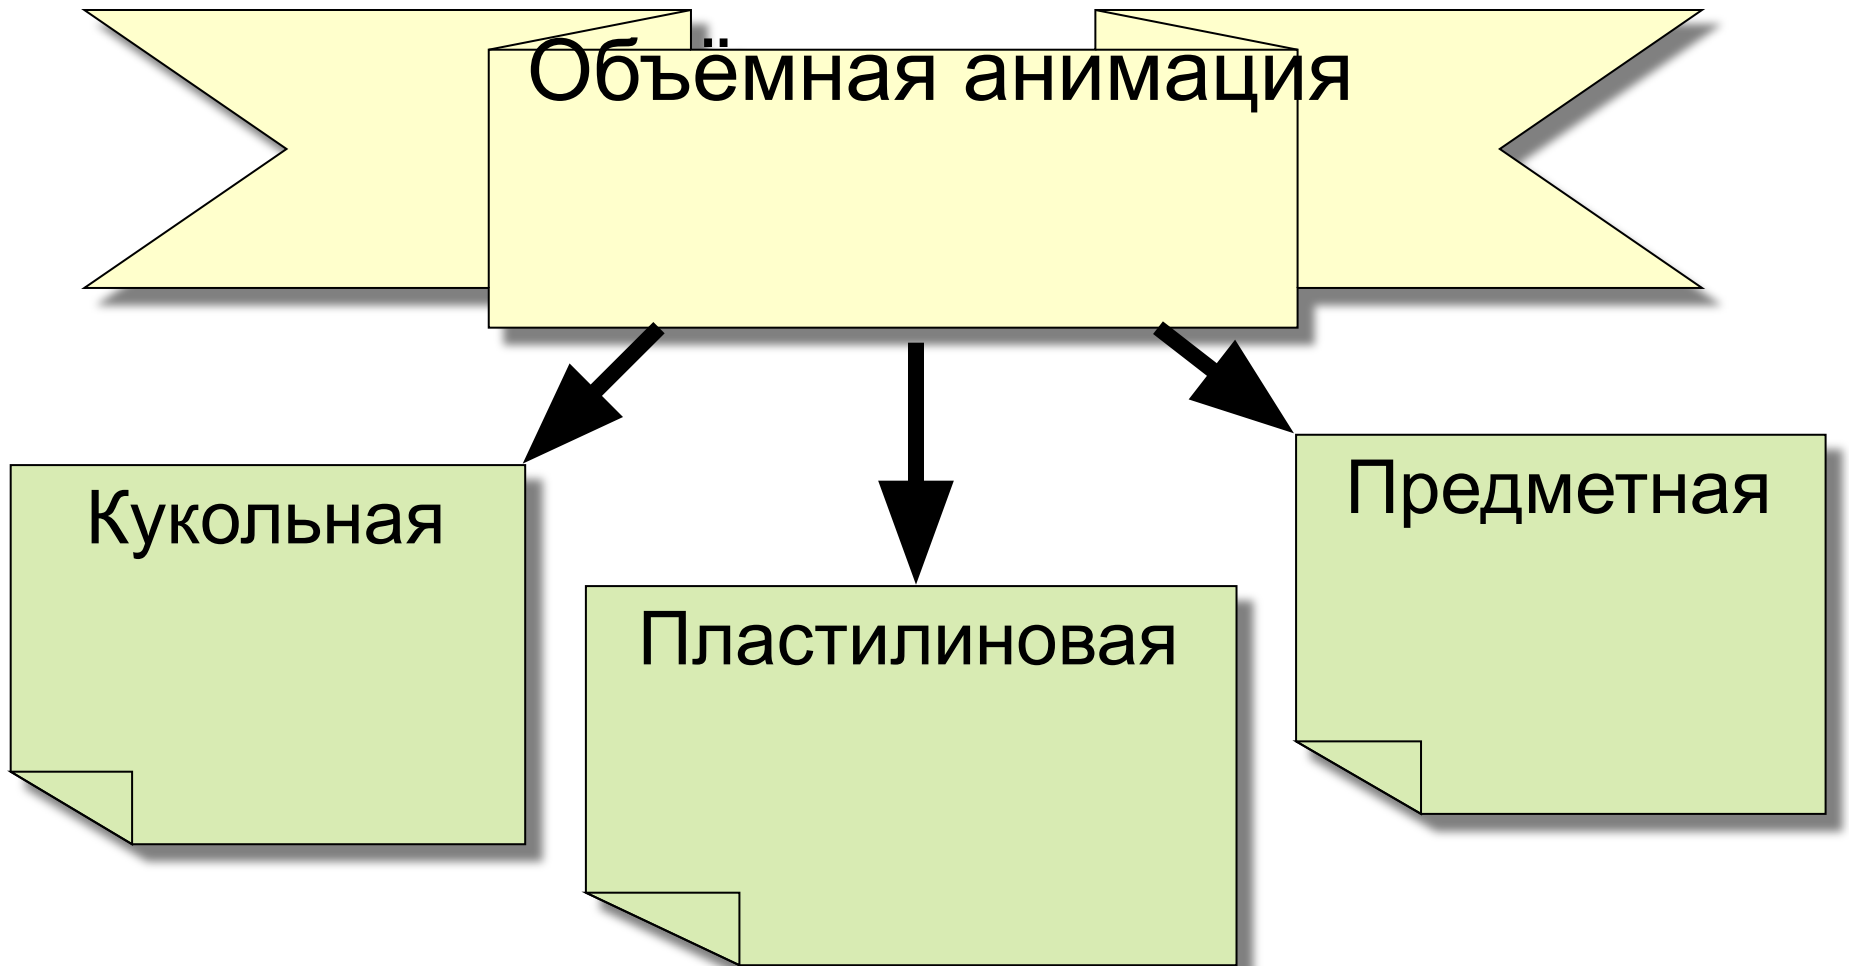 Объёмная анимация
Кукольная
Пластилиновая
Предметная